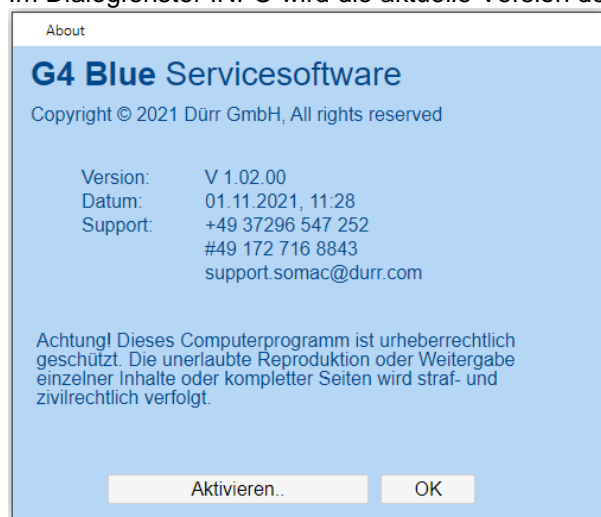 About
G4 Blue Servicesoftware
Copyright © 2021 Dürr GmbH, All rights reserved
Version: V 1.02.00
Datum: 01.11.2021, 11:28
Support: +49 37296 547 252
#49 172 716 8843
support.somac@durr.com
Achtung! Dieses Computerprogramm ist urheberrechtlich
geschützt. Die unerlaubte Reproduktion oder Weitergabe
einzelner Inhalte oder kompletter Seiten wird straf- und
zivilrechtlich verfolgt.
Aktivieren.. OK